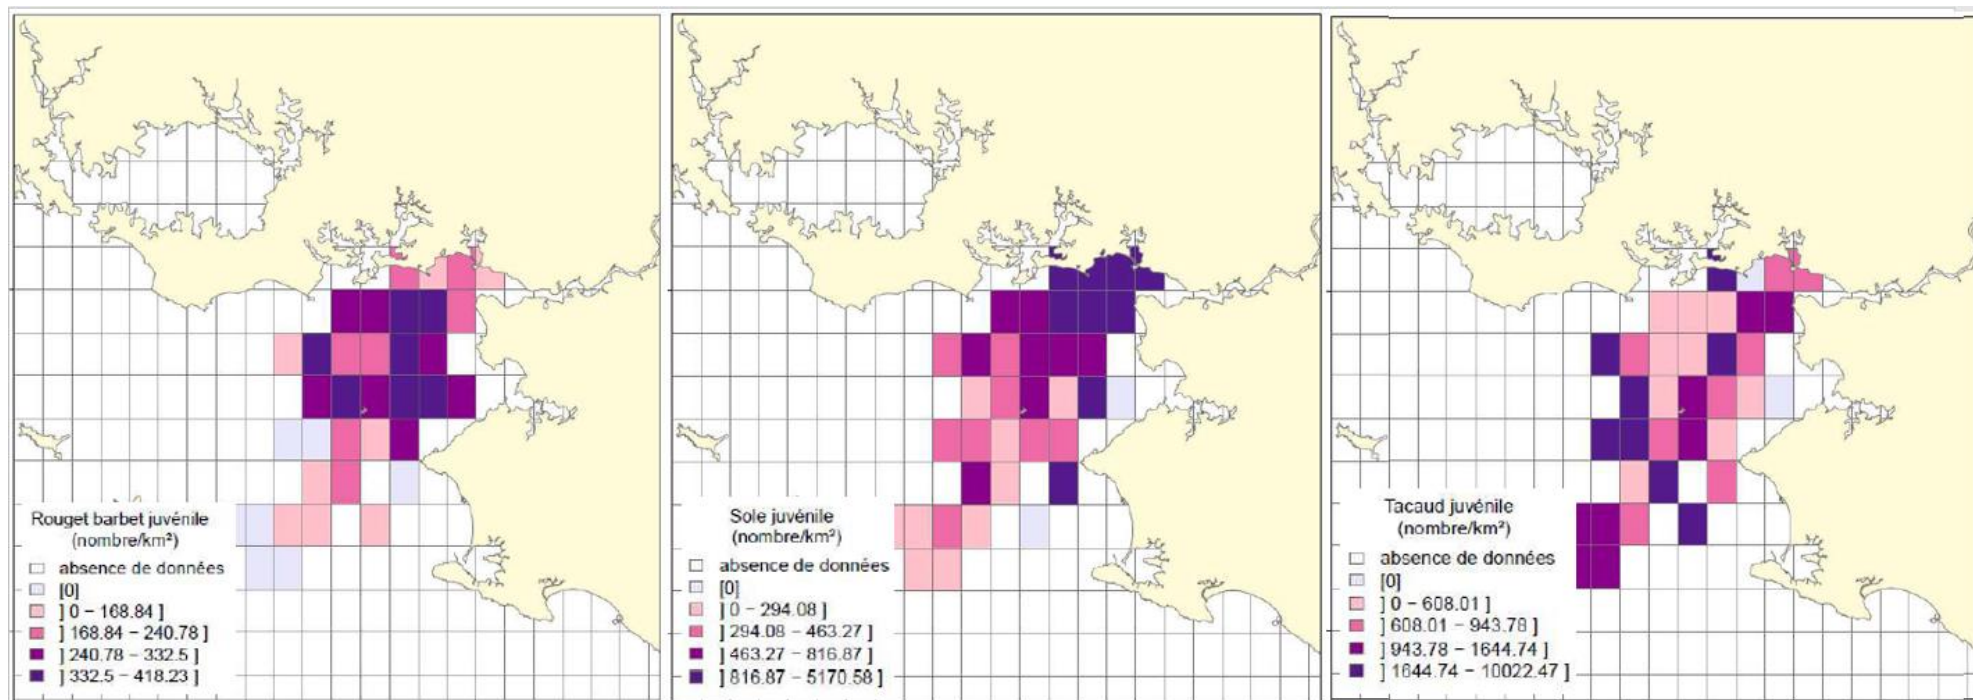 Rouget barbet juvénile
(nombre/km²)
absence de données
[0]
] 0 – 168.84 ]
] 168.84 – 240.78 ]
] 240.78 – 332.5 ]
] 332.5 – 418.23 ]
Sole juvénile
(nombre/km²)
absence de données
[0]
] 0 – 294.08 ]
] 294.08 – 463.27 ]
] 463.27 – 816.87 ]
] 816.87 – 5170.58 ]
Tacaud juvénile
(nombre/km²)
absence de données
[0]
] 0 – 608.01 ]
] 608.01 – 943.78 ]
] 943.78 – 1644.74 ]
] 1644.74 – 10022.47 ]